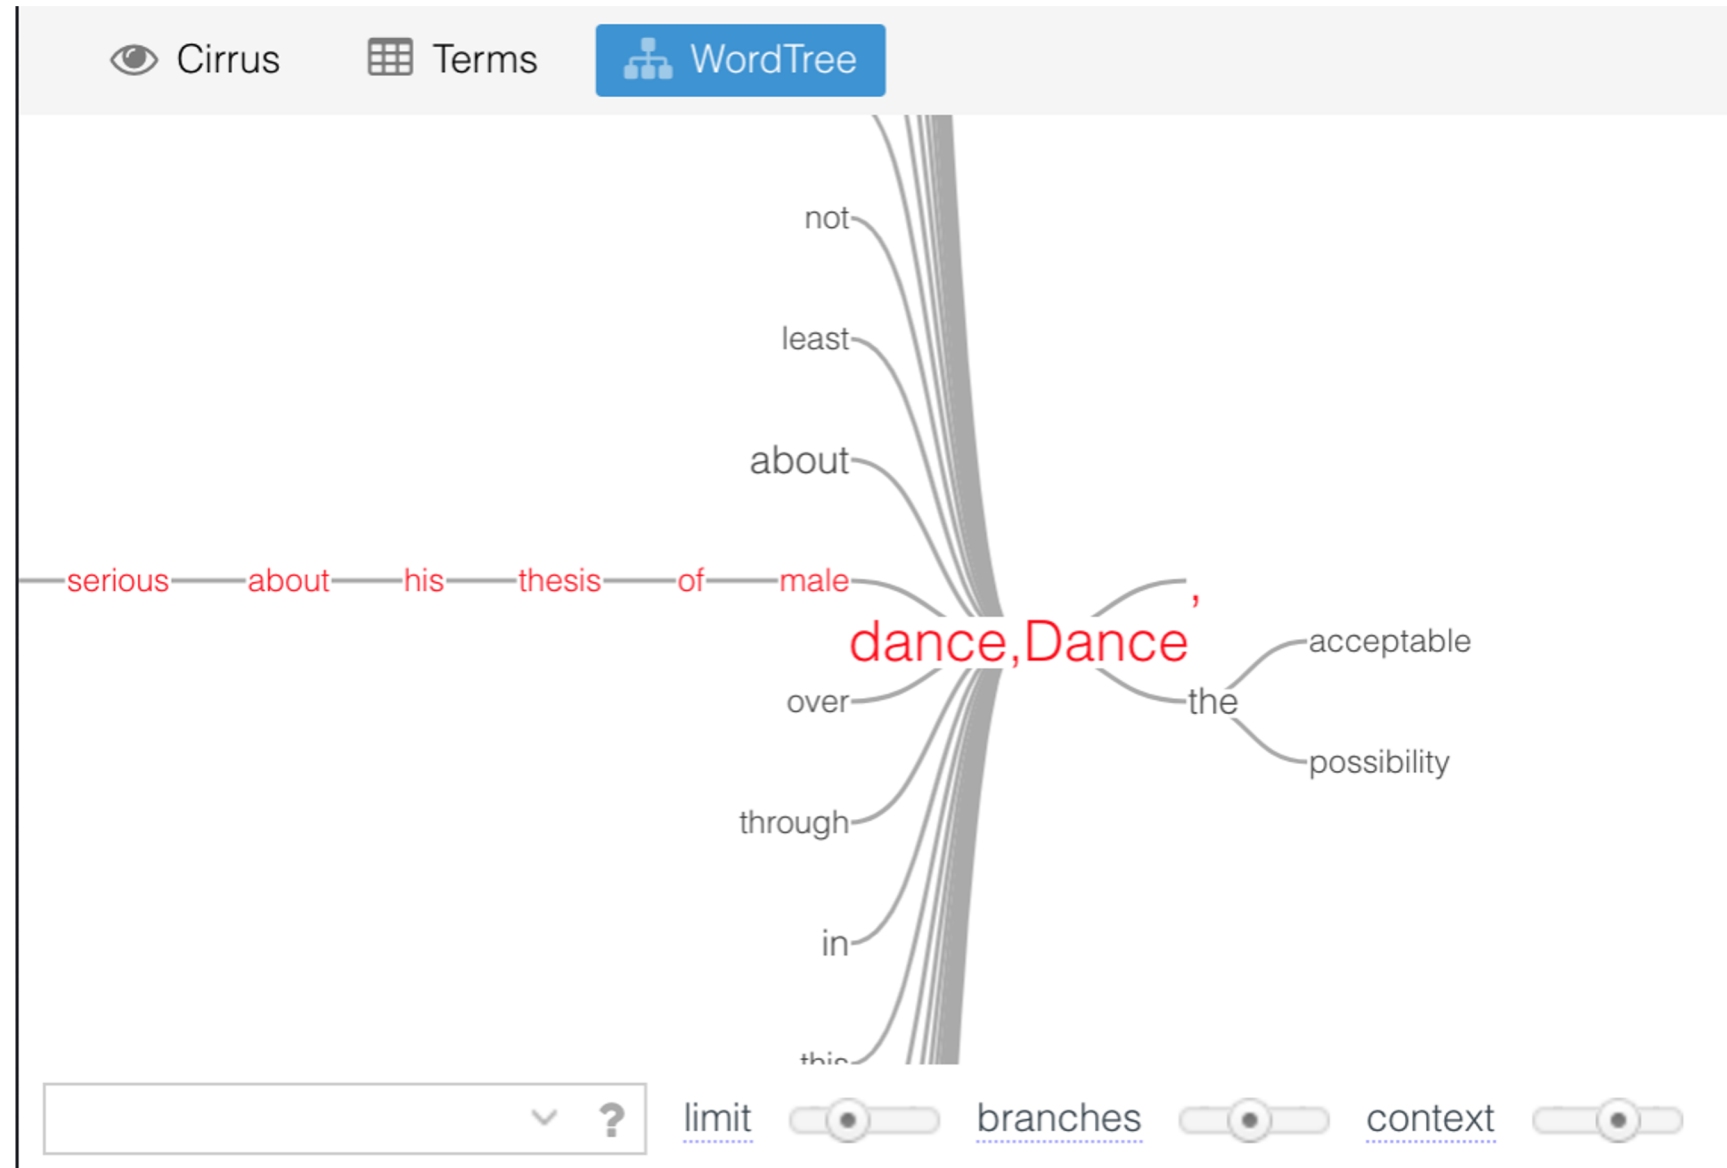 Cirrus Terms WordTree
not
least
about
serious about his thesis of male
,
dance,Dance
acceptable
over
the
possibility
through
in
this
? limit branches context